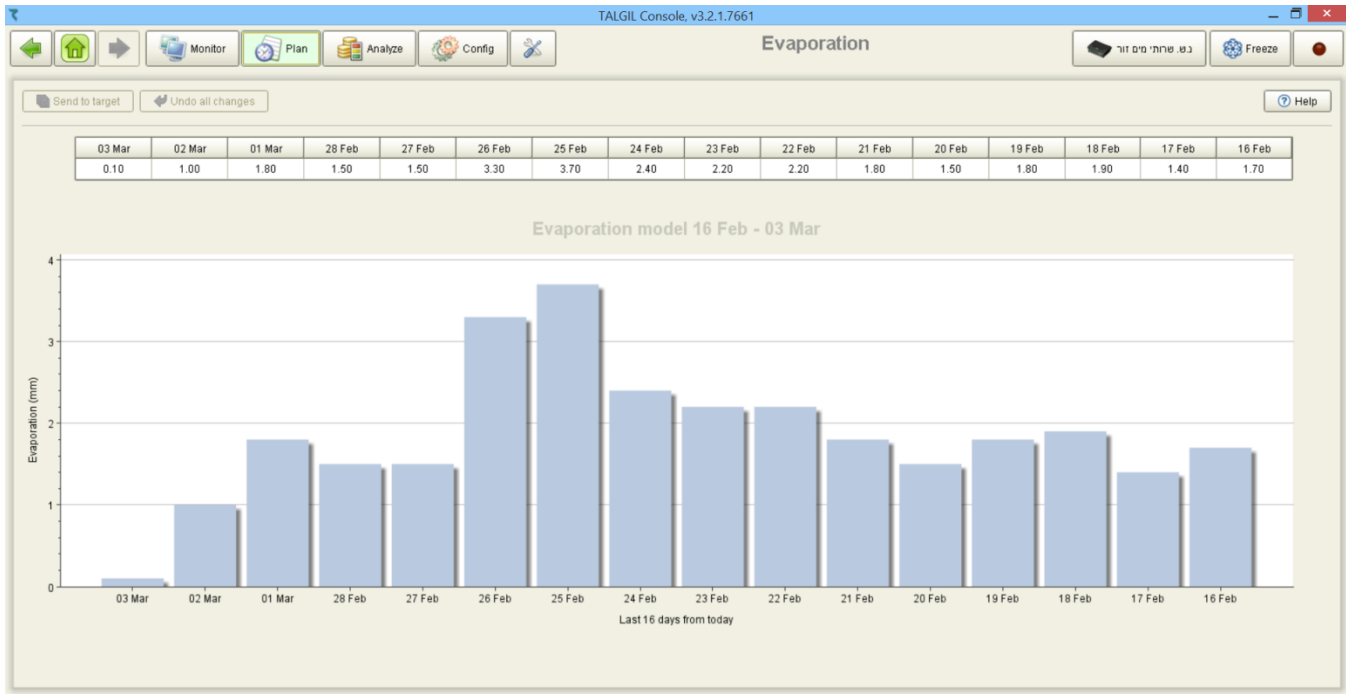 TALGIL Console, v3.2.1.7661
Monitor Plan Analyze Config Evaporation נ.ש. שרותי מים זור Freeze
Send to target Undo all changes Help
03 Mar 02 Mar 01 Mar 28 Feb 27 Feb 26 Feb 25 Feb 24 Feb 23 Feb 22 Feb 21 Feb 20 Feb 19 Feb 18 Feb 17 Feb 16 Feb
0.10 1.00 1.80 1.50 1.50 3.30 3.70 2.40 2.20 2.20 1.80 1.50 1.80 1.90 1.40 1.70
Evaporation model 16 Feb - 03 Mar
Evaporation (mm)
4
3
2
1
0
03 Mar 02 Mar 01 Mar 28 Feb 27 Feb 26 Feb 25 Feb 24 Feb 23 Feb 22 Feb 21 Feb 20 Feb 19 Feb 18 Feb 17 Feb 16 Feb
Last 16 days from today